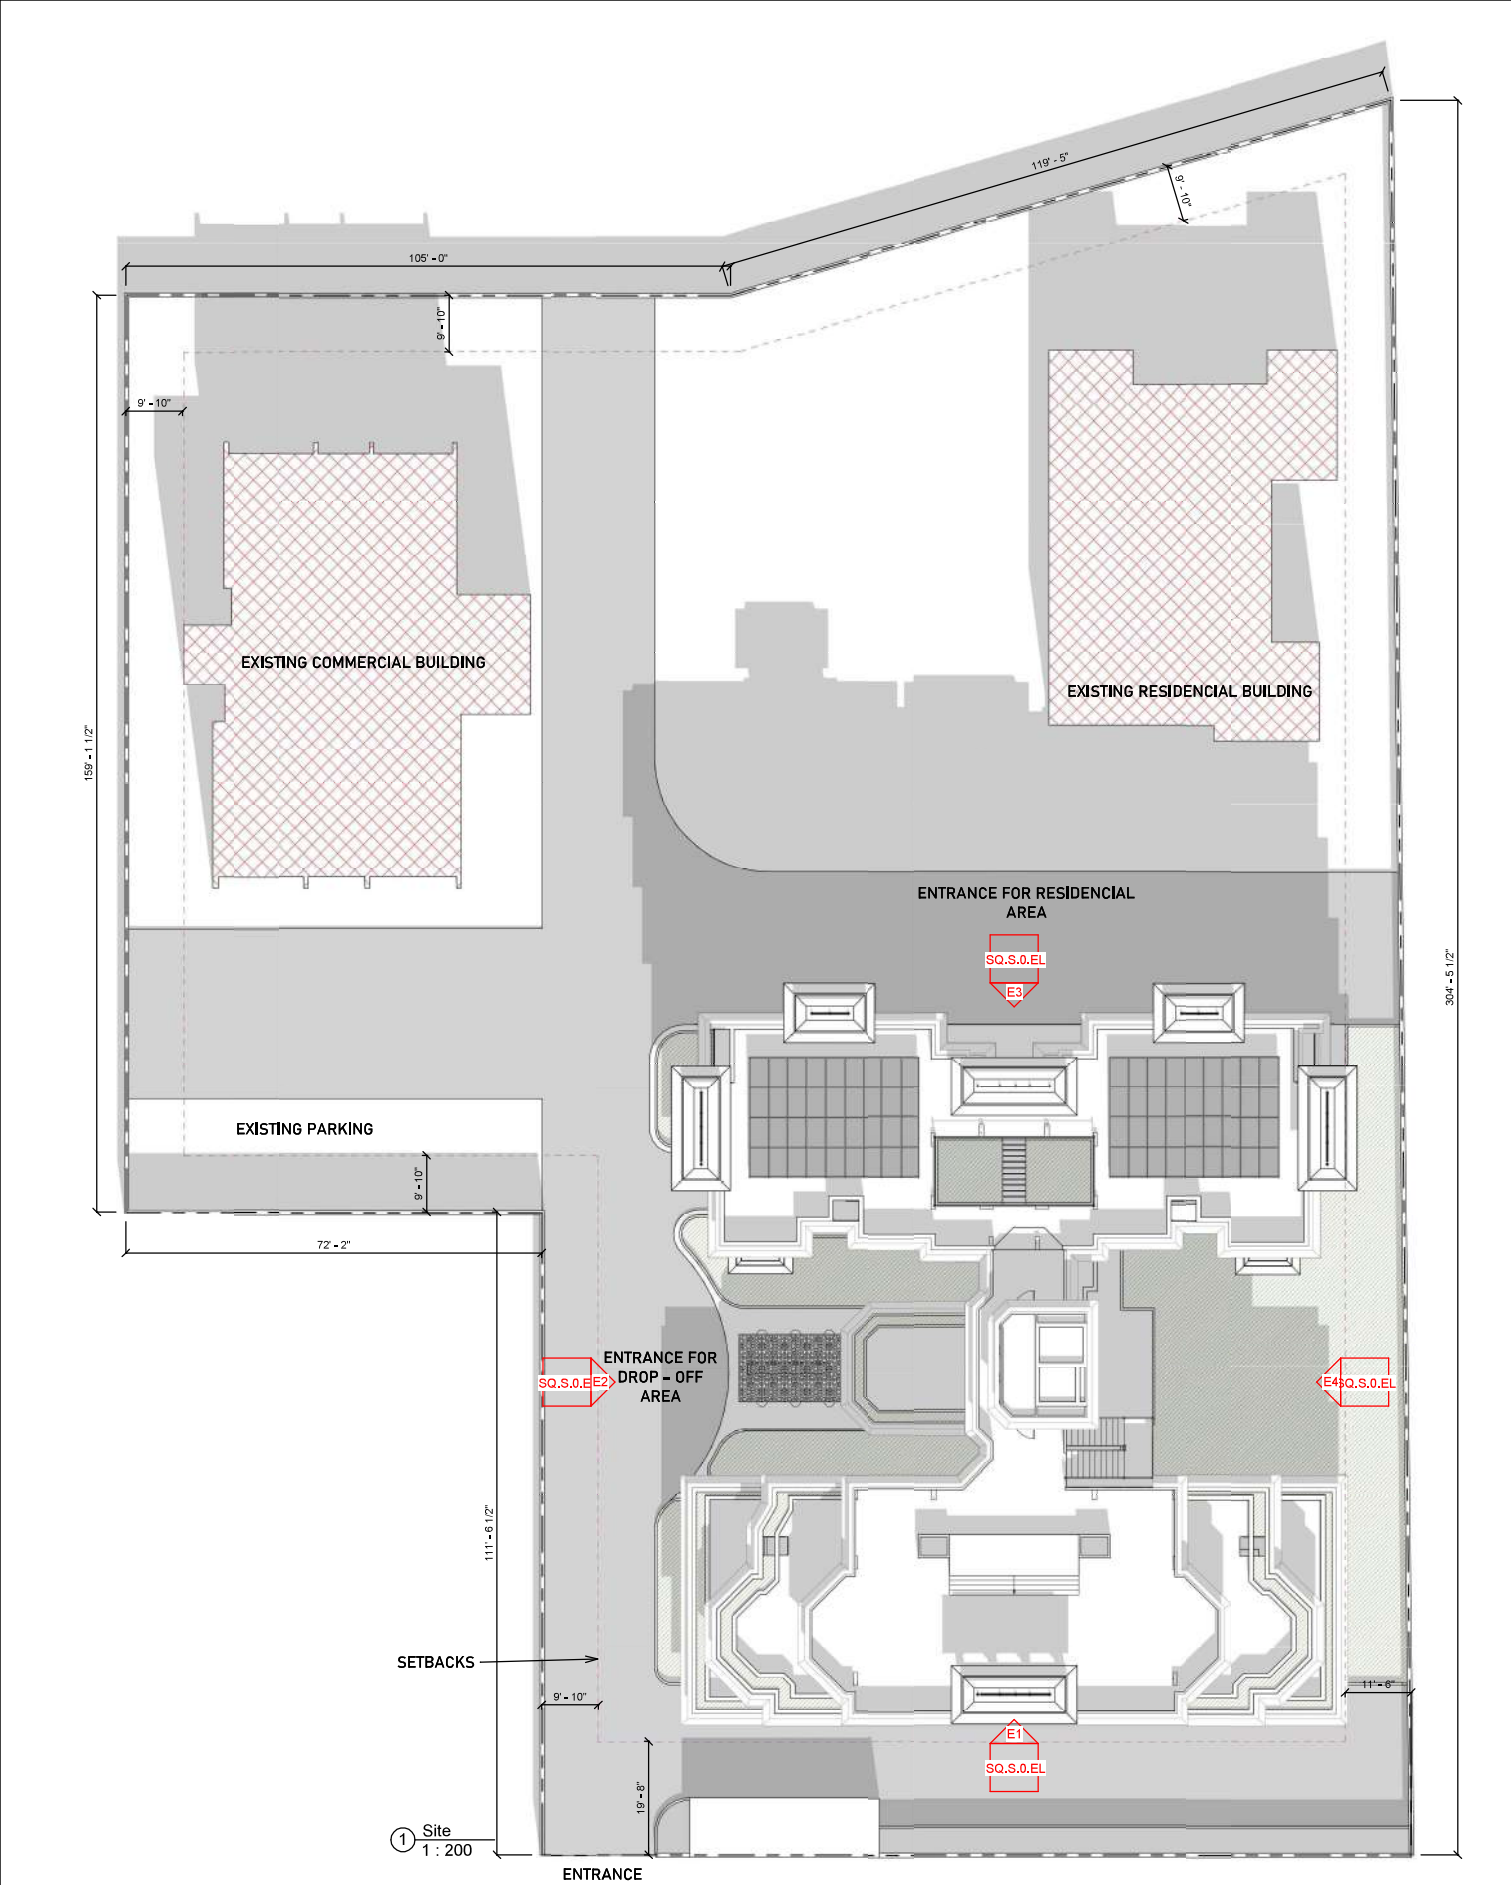 119' - 5"
9' - 10"
105' - 0"
9' - 10"
9' - 10"
EXISTING COMMERCIAL BUILDING
EXISTING RESIDENCIAL BUILDING
159' - 1 1/2"
ENTRANCE FOR RESIDENCIAL
AREA
SQ.S.0.EL
E3
304' - 5 1/2"
EXISTING PARKING
9' - 10"
72' - 2"
ENTRANCE FOR
DROP - OFF
AREA
SQ.S.0.E
E2
E4
SQ.S.0.EL
111' - 6 1/2"
SETBACKS
9' - 10"
11' - 6"
E1
SQ.S.0.EL
19' - 8"
1
Site
1 : 200
ENTRANCE